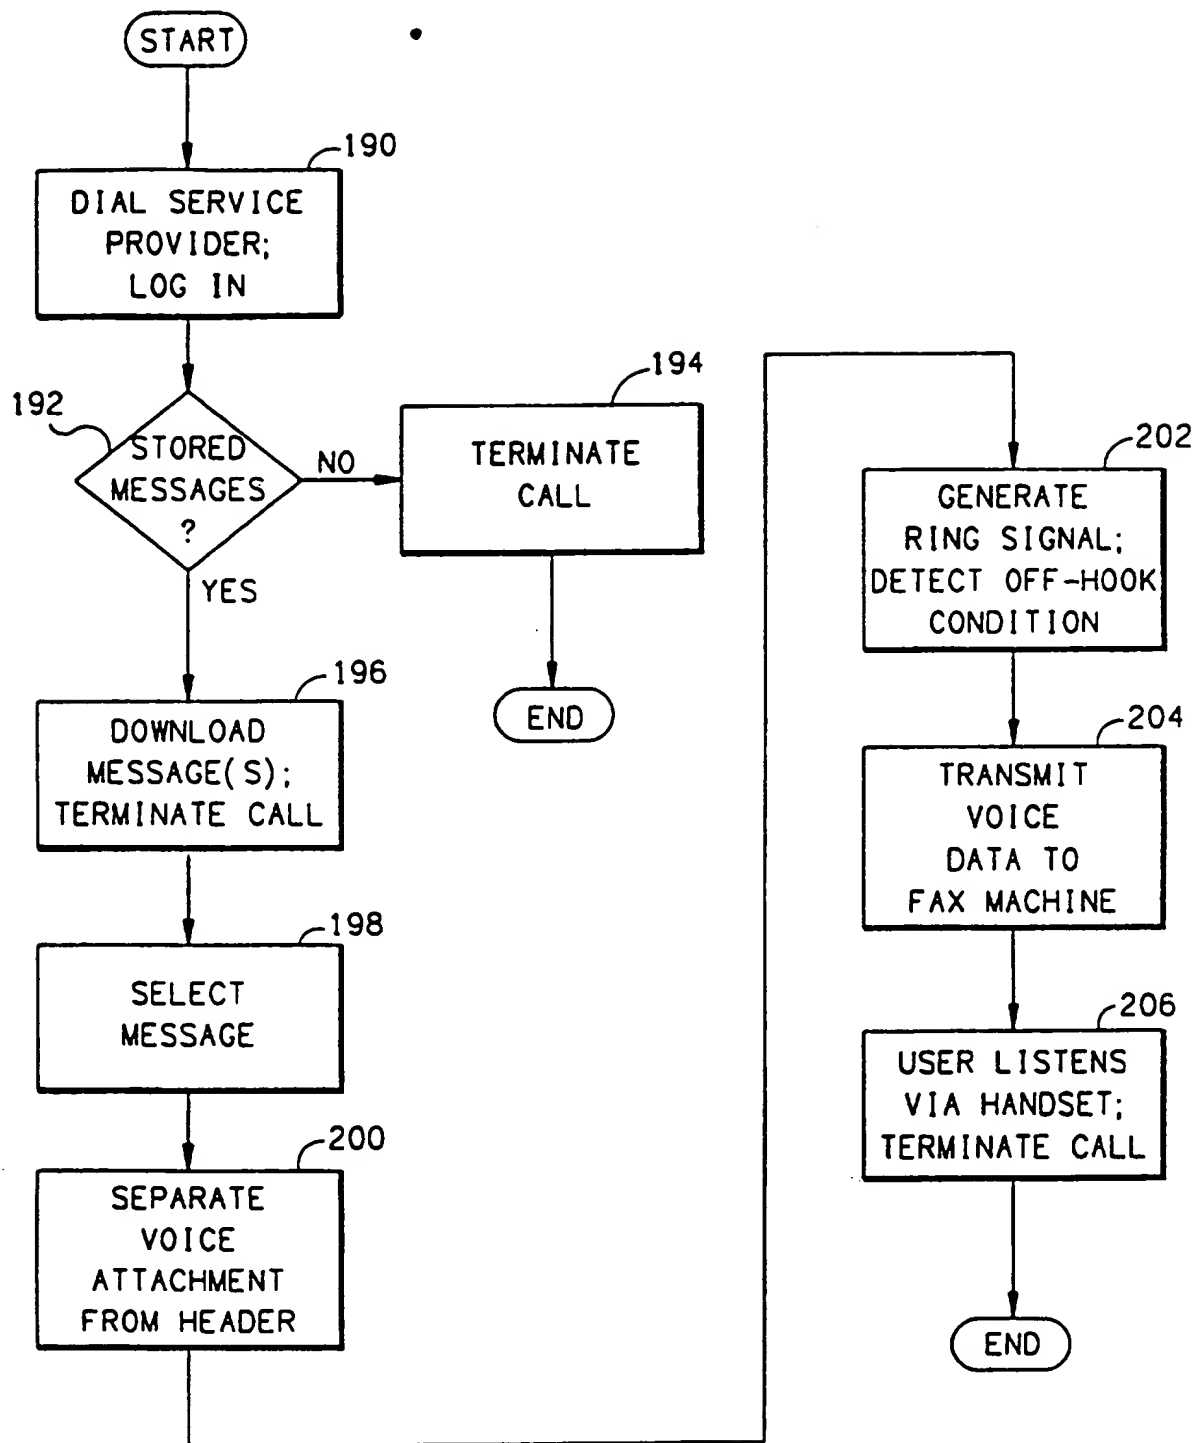 START
190
DIAL SERVICE
PROVIDER;
LOG IN
192
STORED
MESSAGES
?
NO
YES
194
TERMINATE
CALL
END
196
DOWNLOAD
MESSAGE(S);
TERMINATE CALL
198
SELECT
MESSAGE
200
SEPARATE
VOICE
ATTACHMENT
FROM HEADER
202
GENERATE
RING SIGNAL;
DETECT OFF-HOOK
CONDITION
204
TRANSMIT
VOICE
DATA TO
FAX MACHINE
206
USER LISTENS
VIA HANDSET;
TERMINATE CALL
END